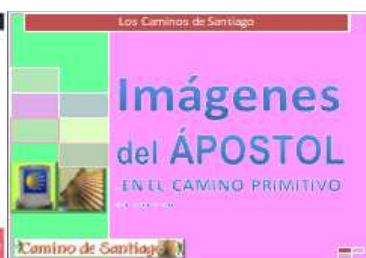 Los Caminos de Santiago
Imágenes
del ÁPOSTOL
EN EL CAMINO PRIMITIVO
Camino de Santiago